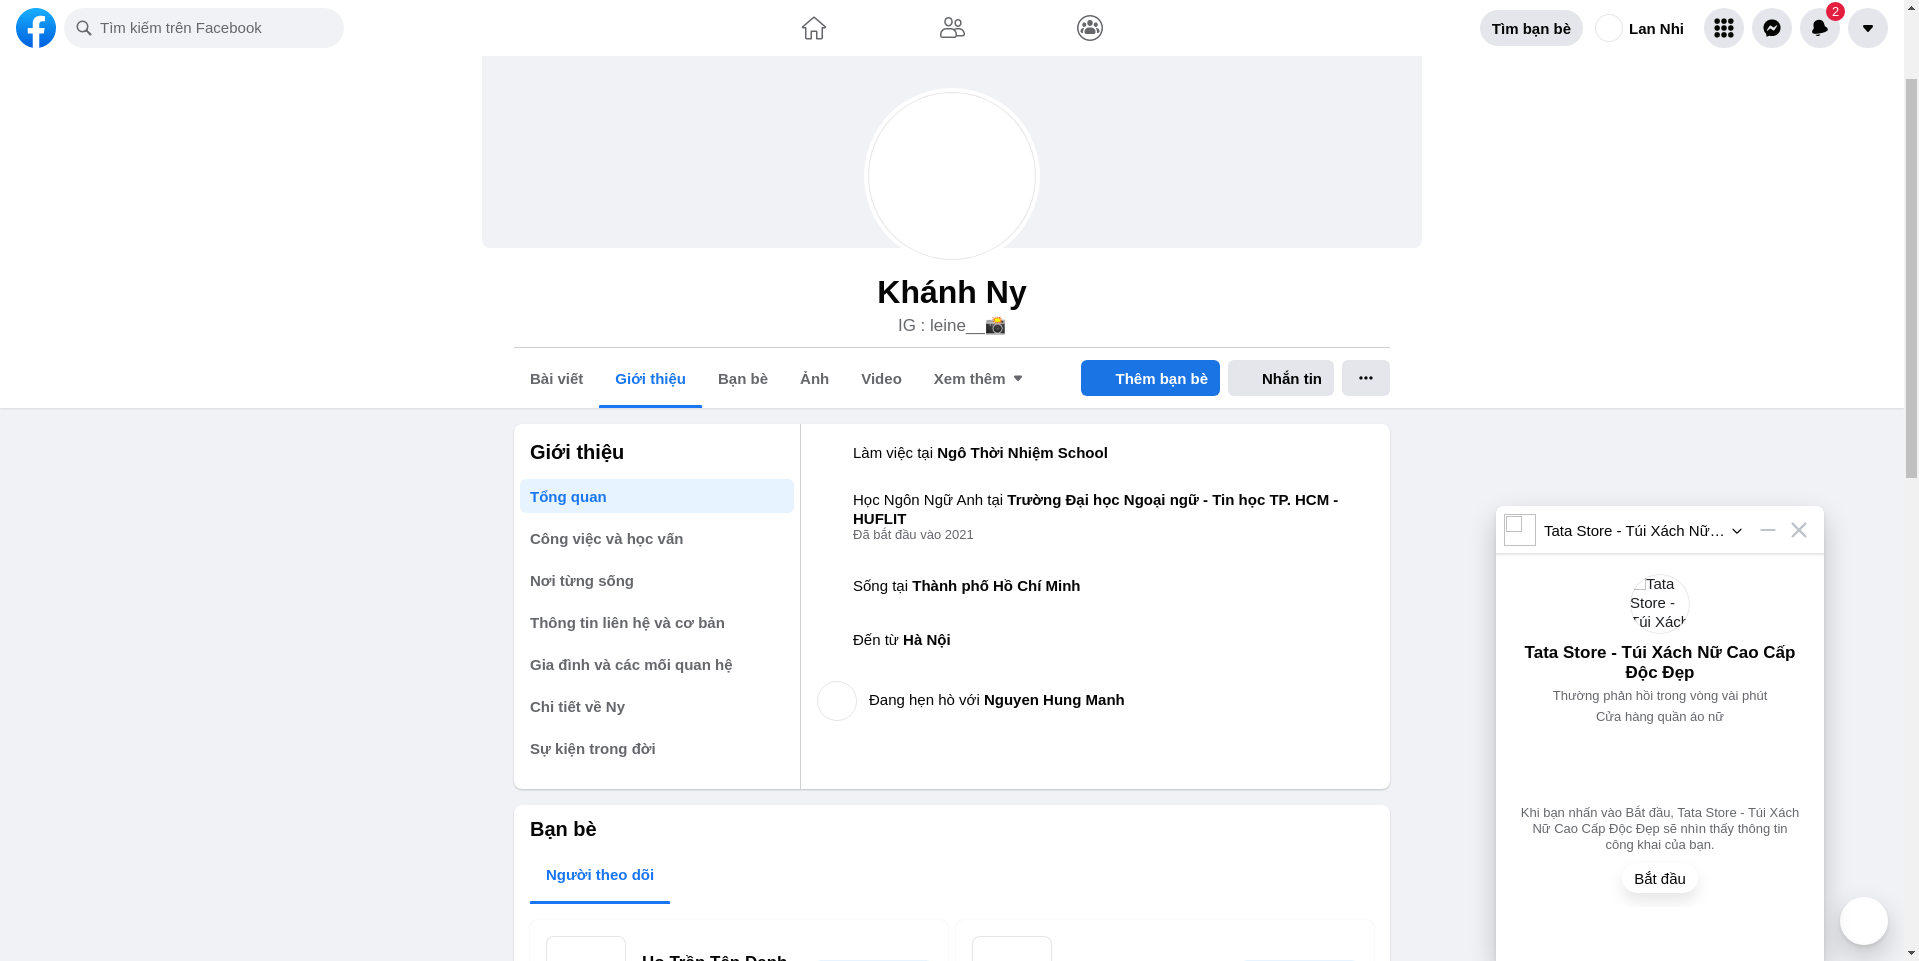 Tìm kiếm trên Facebook
Tìm bạn bè
Lan Nhi
2
Khánh Ny
IG : leine__📸
Bài viết
Giới thiệu
Bạn bè
Ảnh
Video
Xem thêm
Thêm bạn bè
Nhắn tin
Giới thiệu
Tổng quan
Công việc và học vấn
Nơi từng sống
Thông tin liên hệ và cơ bản
Gia đình và các mối quan hệ
Chi tiết về Ny
Sự kiện trong đời
Làm việc tại Ngô Thời Nhiệm School
Học Ngôn Ngữ Anh tại Trường Đại học Ngoại ngữ - Tin học TP. HCM -
HUFLIT
Đã bắt đầu vào 2021
Sống tại Thành phố Hồ Chí Minh
Đến từ Hà Nội
Đang hẹn hò với Nguyen Hung Manh
Bạn bè
Người theo dõi
Tata Store - Túi Xách Nữ…
Tata
Store -
Túi Xách
Tata Store - Túi Xách Nữ Cao Cấp
Độc Đẹp
Thường phản hồi trong vòng vài phút
Cửa hàng quần áo nữ
Khi bạn nhấn vào Bắt đầu, Tata Store - Túi Xách
Nữ Cao Cấp Độc Đẹp sẽ nhìn thấy thông tin
công khai của bạn.
Bắt đầu